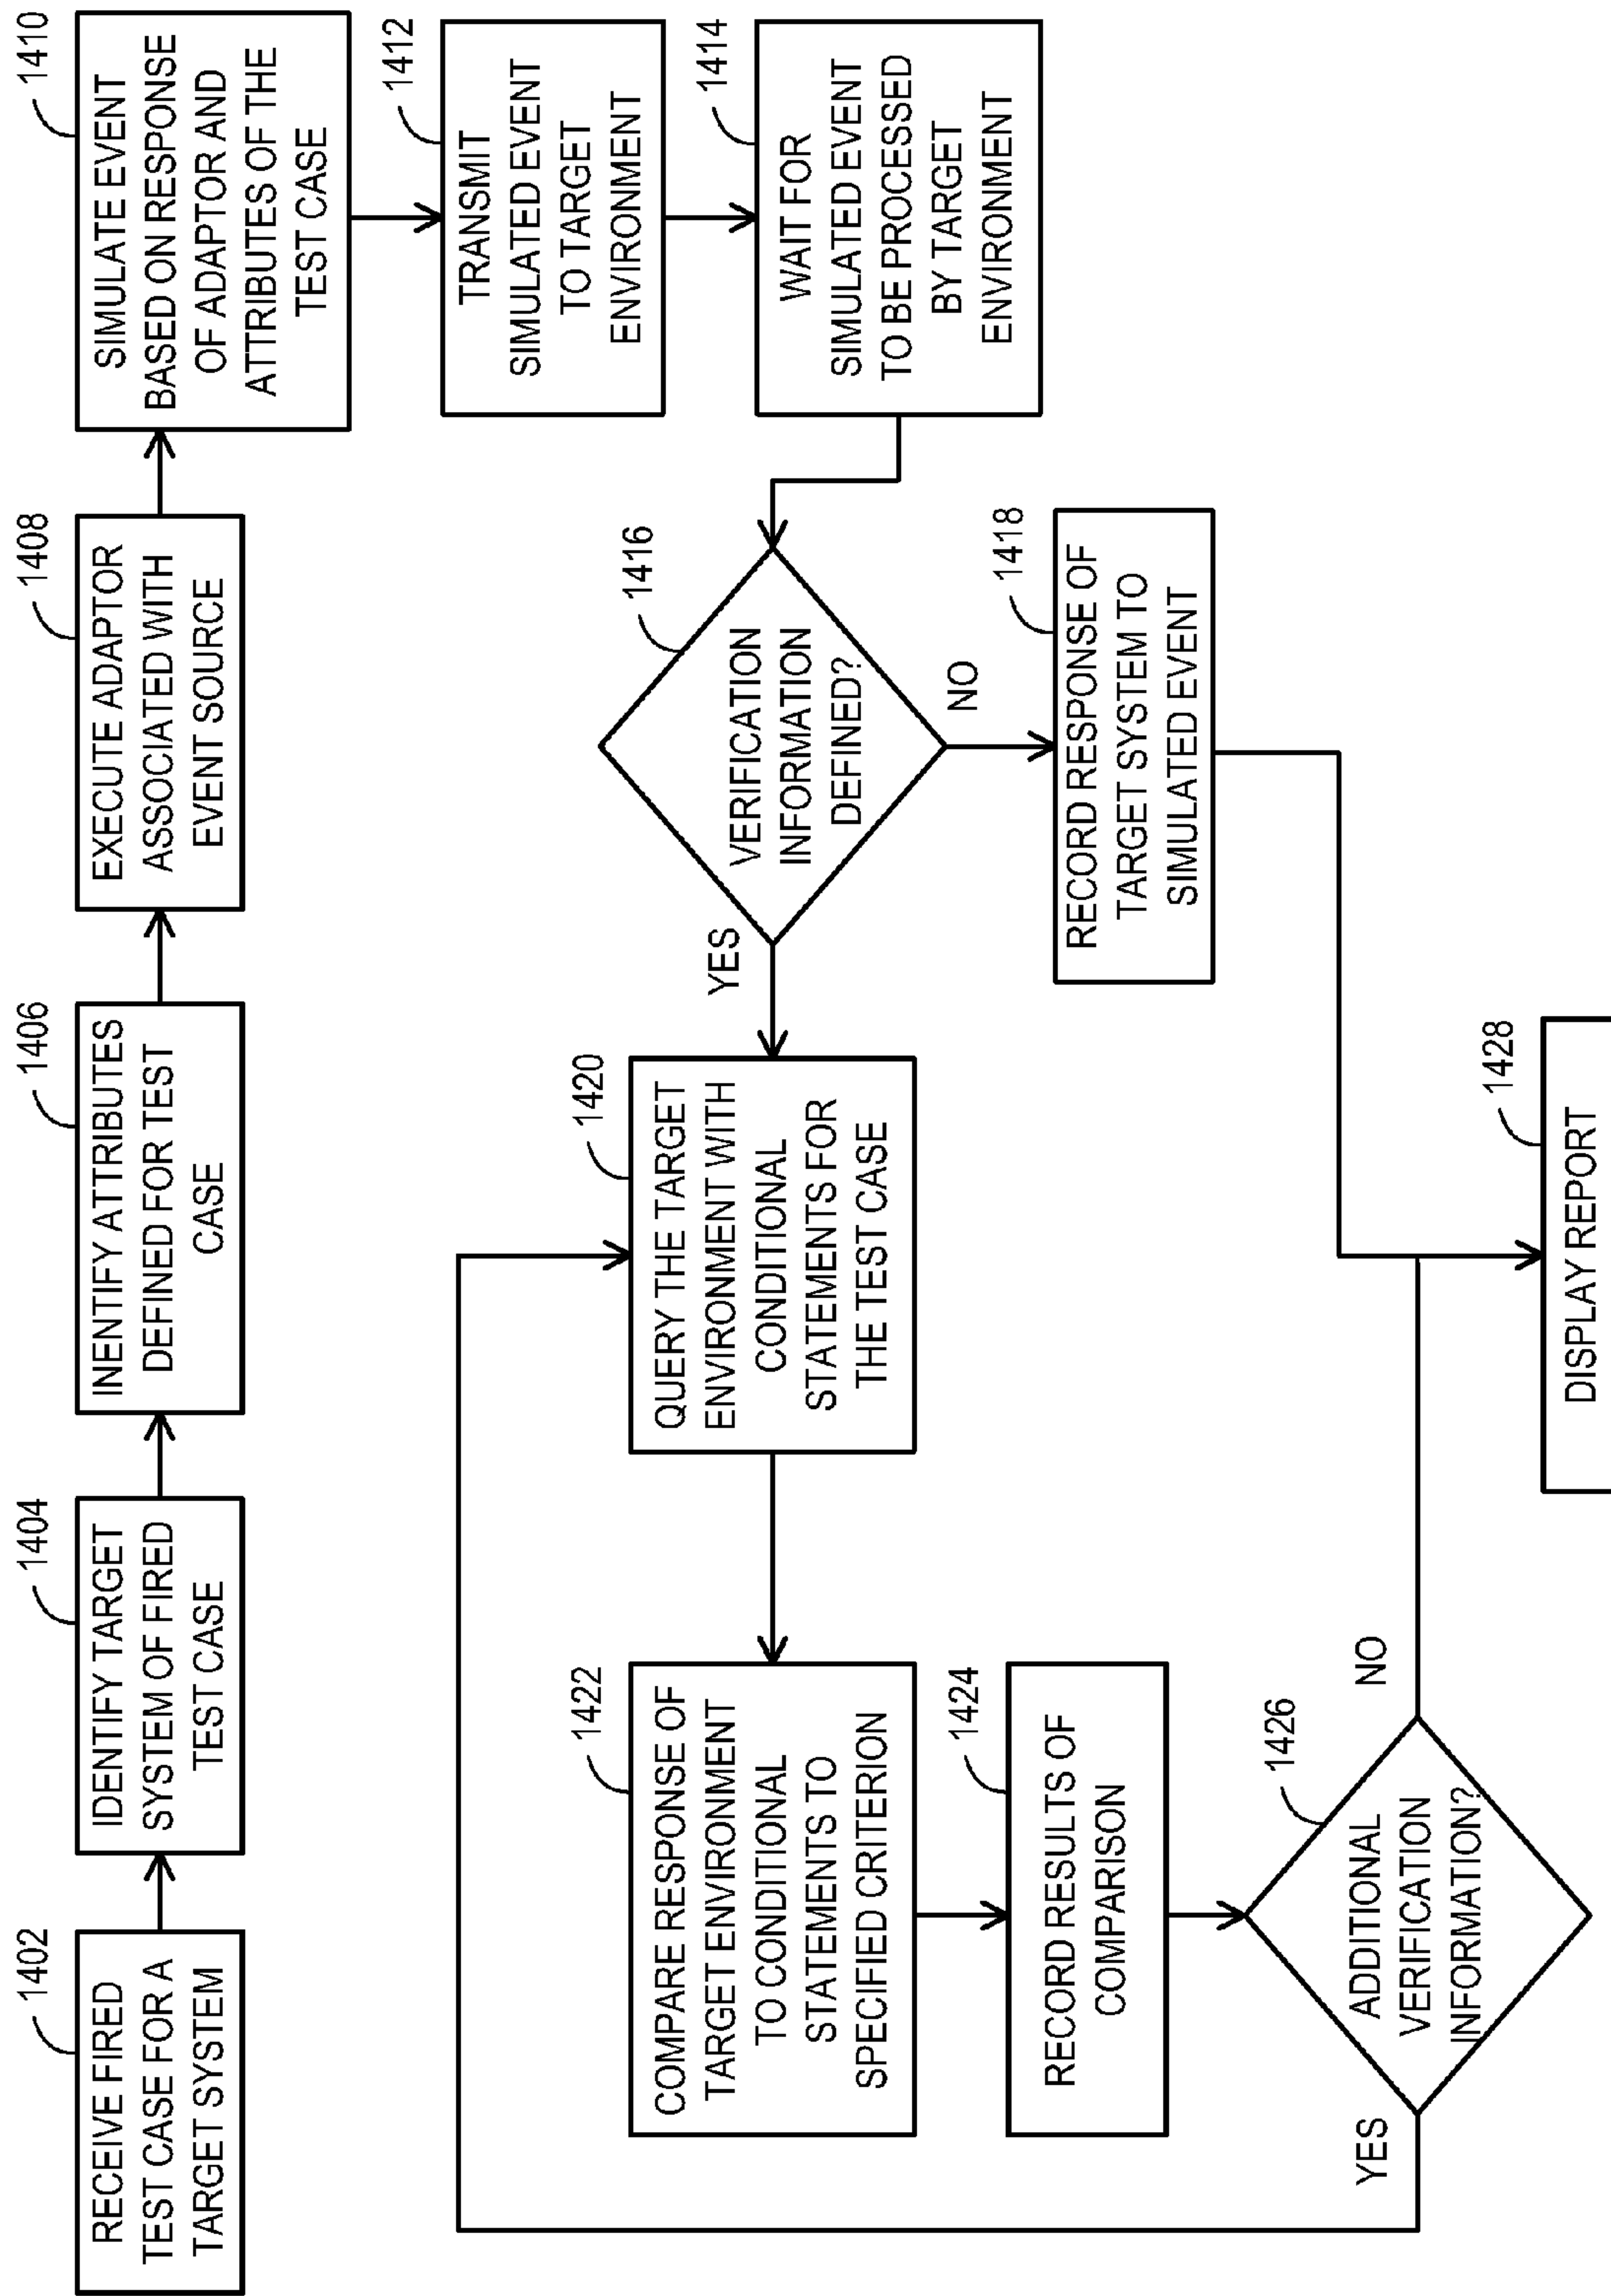 1402
RECEIVE FIRED
TEST CASE FOR A
TARGET SYSTEM
1404
IDENTIFY TARGET
SYSTEM OF FIRED
TEST CASE
1406
INENTIFY ATTRIBUTES
DEFINED FOR TEST
CASE
1408
EXECUTE ADAPTOR
ASSOCIATED WITH
EVENT SOURCE
1410
SIMULATE EVENT
BASED ON RESPONSE
OF ADAPTOR AND
ATTRIBUTES OF THE
TEST CASE
1412
TRANSMIT
SIMULATED EVENT
TO TARGET
ENVIRONMENT
1414
WAIT FOR
SIMULATED EVENT
TO BE PROCESSED
BY TARGET
ENVIRONMENT
1416
VERIFICATION
INFORMATION
DEFINED?
YES
NO
1418
RECORD RESPONSE OF
TARGET SYSTEM TO
SIMULATED EVENT
1420
QUERY THE TARGET
ENVIRONMENT WITH
CONDITIONAL
STATEMENTS FOR
THE TEST CASE
1422
COMPARE RESPONSE OF
TARGET ENVIRONMENT
TO CONDITIONAL
STATEMENTS TO
SPECIFIED CRITERION
1424
RECORD RESULTS OF
COMPARISON
1426
ADDITIONAL
VERIFICATION
INFORMATION?
YES
NO
1428
DISPLAY REPORT